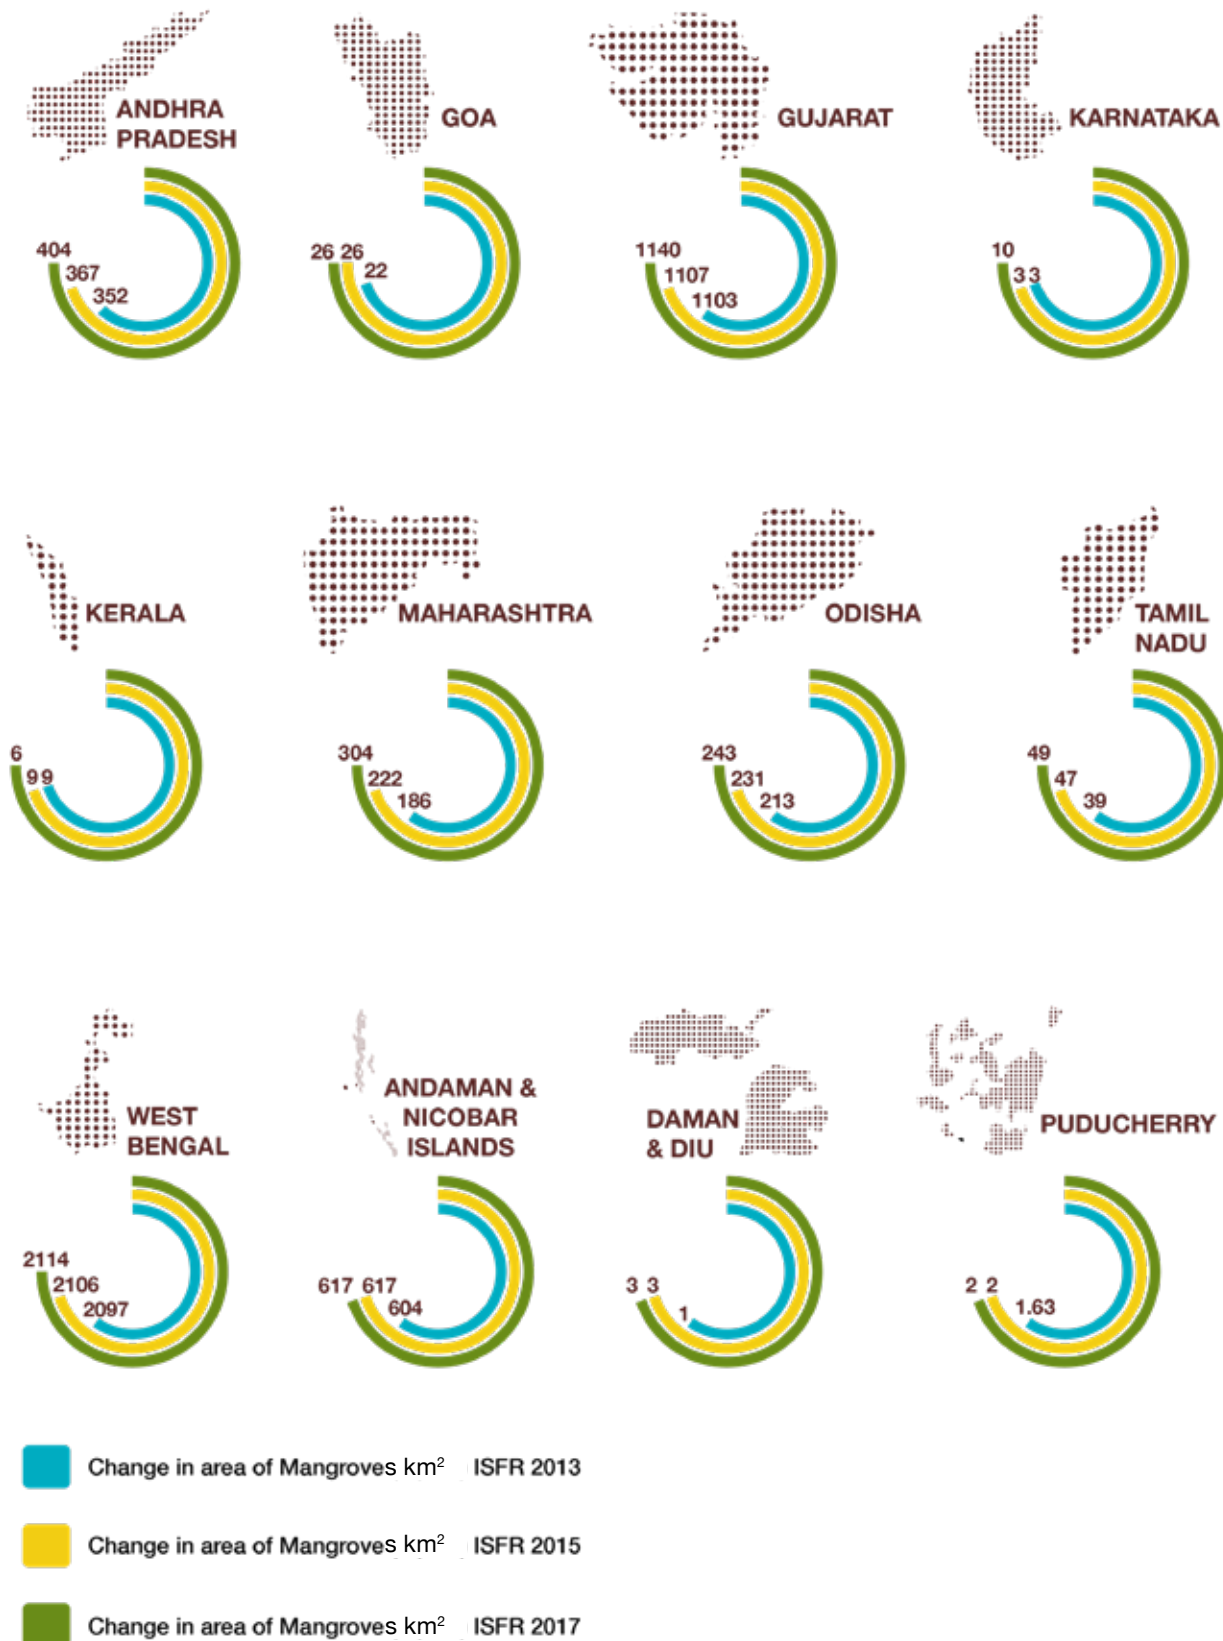 ANDHRA
PRADESH
GOA
GUJARAT
KARNATAKA
404
367
352
26 26
22
1140
1107
1103
10
3 3
KERALA
MAHARASHTRA
ODISHA
TAMIL
NADU
6
9 9
304
222
186
243
231
213
49
47
39
WEST
BENGAL
ANDAMAN &
NICOBAR
ISLANDS
DAMAN
& DIU
PUDUCHERRY
2114
2106
2097
617 617
604
3 3
1
2 2
1.63
Change in area of Mangroves km² ISFR 2013
Change in area of Mangroves km² ISFR 2015
Change in area of Mangroves km² ISFR 2017